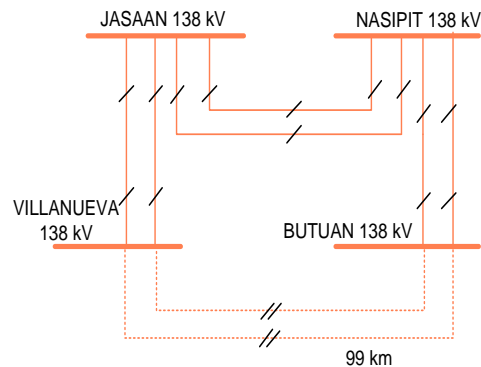 JASAAN 138 kV
NASIPIT 138 kV
VILLANUEVA
138 kV
BUTUAN 138 kV
99 km